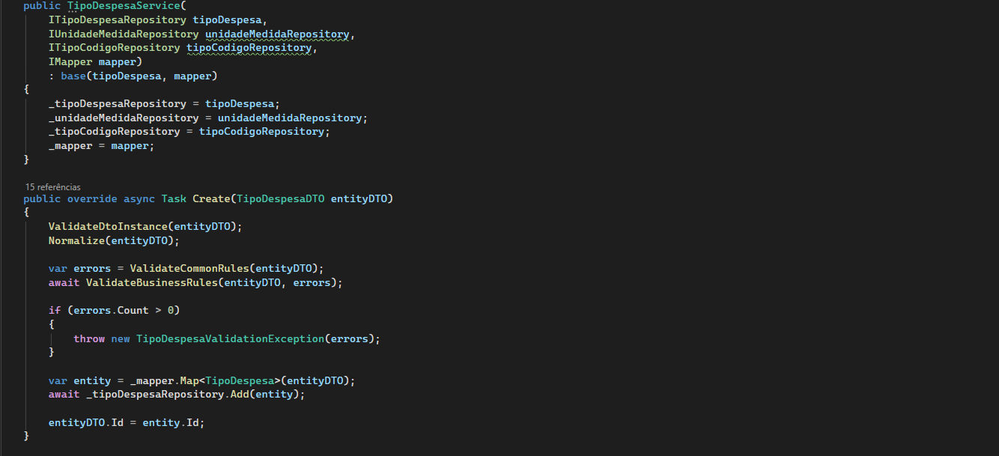 public TipoDespesaService(
    ITipoDespesaRepository tipoDespesa,
    IUnidadeMedidaRepository unidadeMedidaRepository,
    ITipoCodigoRepository tipoCodigoRepository,
    IMapper mapper)
    : base(tipoDespesa, mapper)
{
    _tipoDespesaRepository = tipoDespesa;
    _unidadeMedidaRepository = unidadeMedidaRepository;
    _tipoCodigoRepository = tipoCodigoRepository;
    _mapper = mapper;
}
15 referências
public override async Task Create(TipoDespesaDTO entityDTO)
{
    ValidateDtoInstance(entityDTO);
    Normalize(entityDTO);
    var errors = ValidateCommonRules(entityDTO);
    await ValidateBusinessRules(entityDTO, errors);
    if (errors.Count > 0)
    {
        throw new TipoDespesaValidationException(errors);
    }
    var entity = _mapper.Map<TipoDespesa>(entityDTO);
    await _tipoDespesaRepository.Add(entity);
    entityDTO.Id = entity.Id;
}